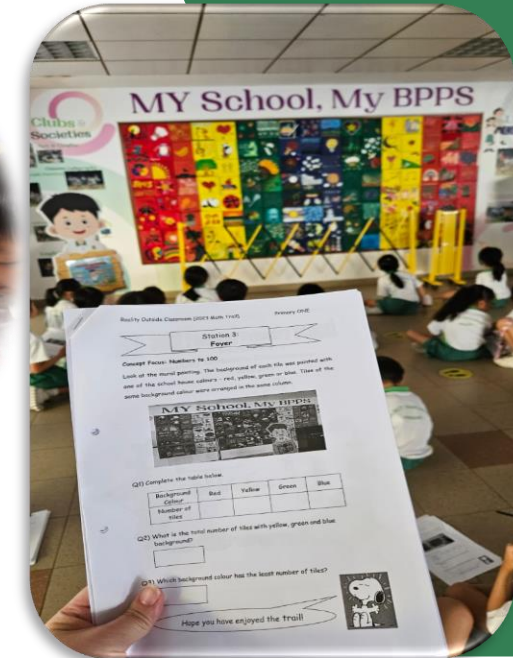 Clubs &
Societies
MY School, My BPPS
Reality Outside Classroom (ROC) Math Trail)
Primary ONE
Station 3:
Foyer
Concept Focus: Numbers to 100
Look at the mural painting. The background of each tile was painted with
one of the school house colours - red, yellow, green or blue. Tiles of the
same background colour were arranged in the same column.
MY School, My BPPS
Q1) Complete the table below.
Background Colour Red Yellow Green Blue
Number of tiles
Q2) What is the total number of tiles with yellow, green and blue
background?
Which background colour has the least number of tiles?
Hope you have enjoyed the trail!